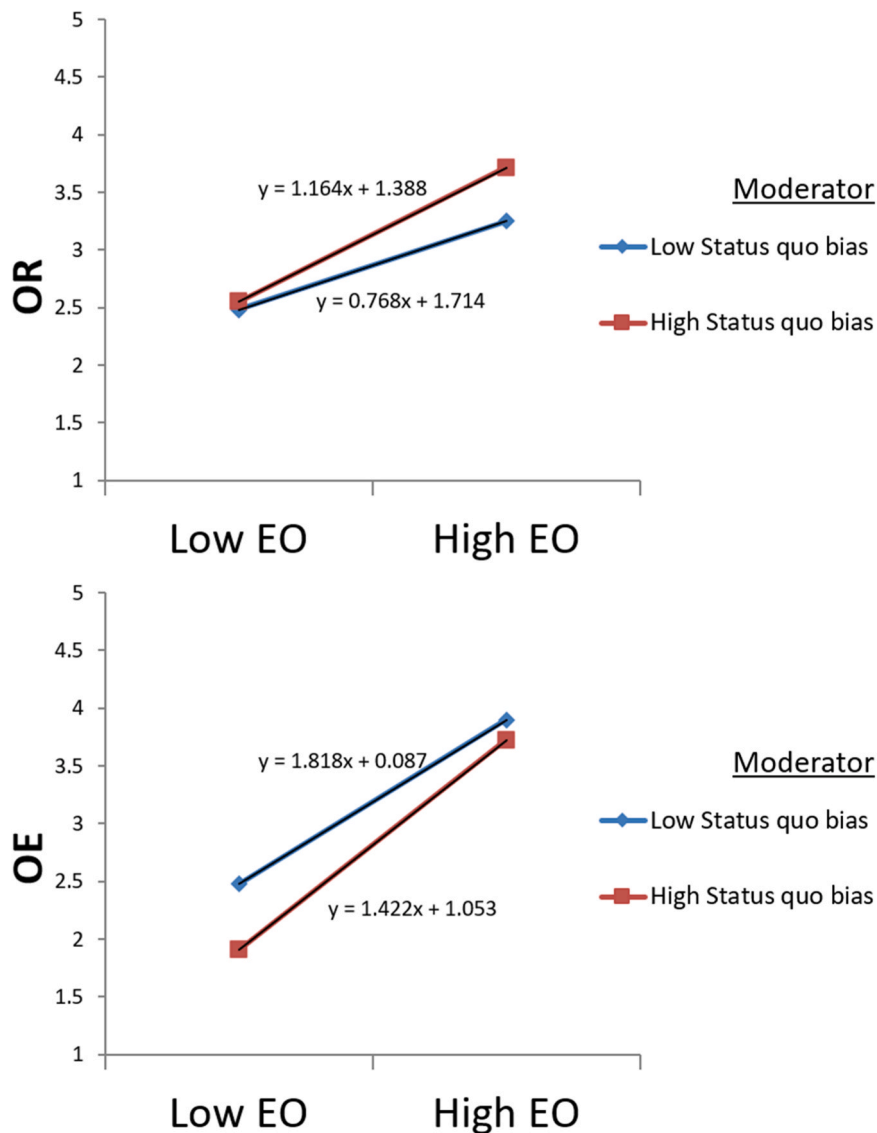 5
4.5
4
3.5
3
2.5
2
1.5
1
OR
y = 1.164x + 1.388
y = 0.768x + 1.714
Low EO
High EO
Moderator
Low Status quo bias
High Status quo bias
5
4.5
4
3.5
3
2.5
2
1.5
1
OE
y = 1.818x + 0.087
y = 1.422x + 1.053
Low EO
High EO
Moderator
Low Status quo bias
High Status quo bias